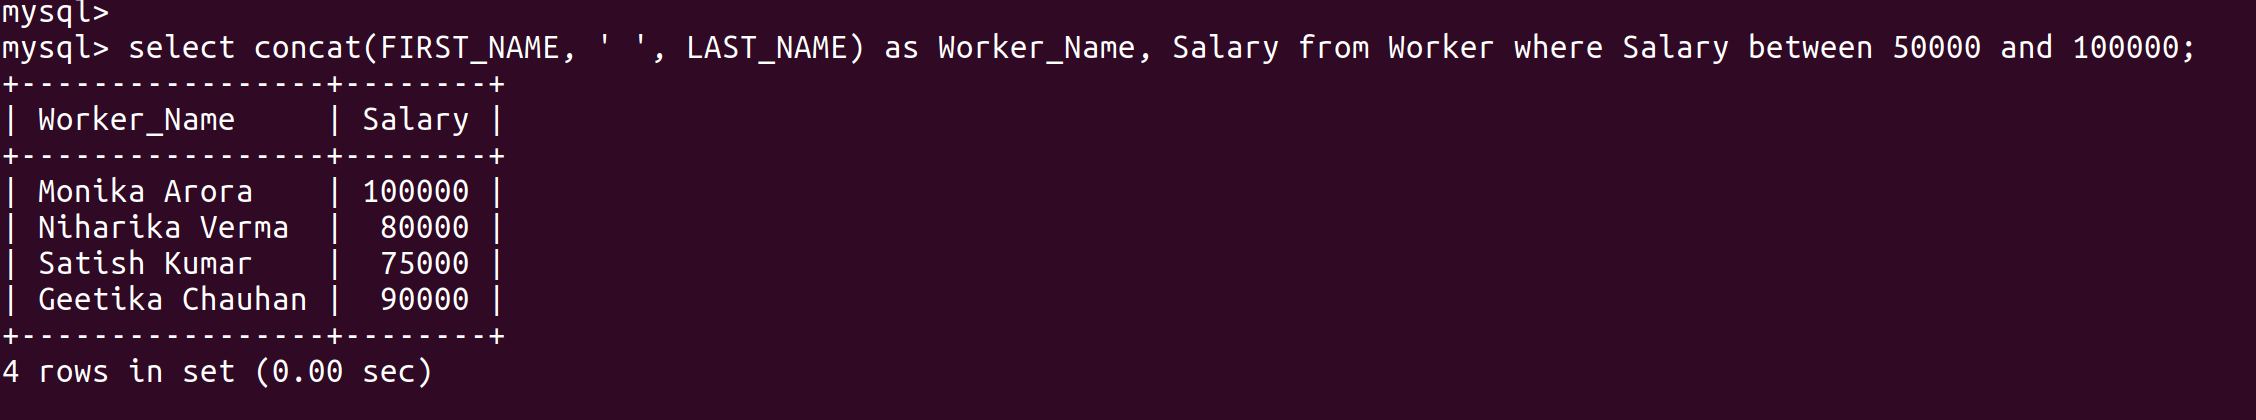 mysql>
mysql> select concat(FIRST_NAME, ' ', LAST_NAME) as Worker_Name, Salary from Worker where Salary between 50000 and 100000;
+-----------------+--------+
| Worker_Name     | Salary |
+-----------------+--------+
| Monika Arora    | 100000 |
| Niharika Verma  |  80000 |
| Satish Kumar    |  75000 |
| Geetika Chauhan |  90000 |
+-----------------+--------+
4 rows in set (0.00 sec)